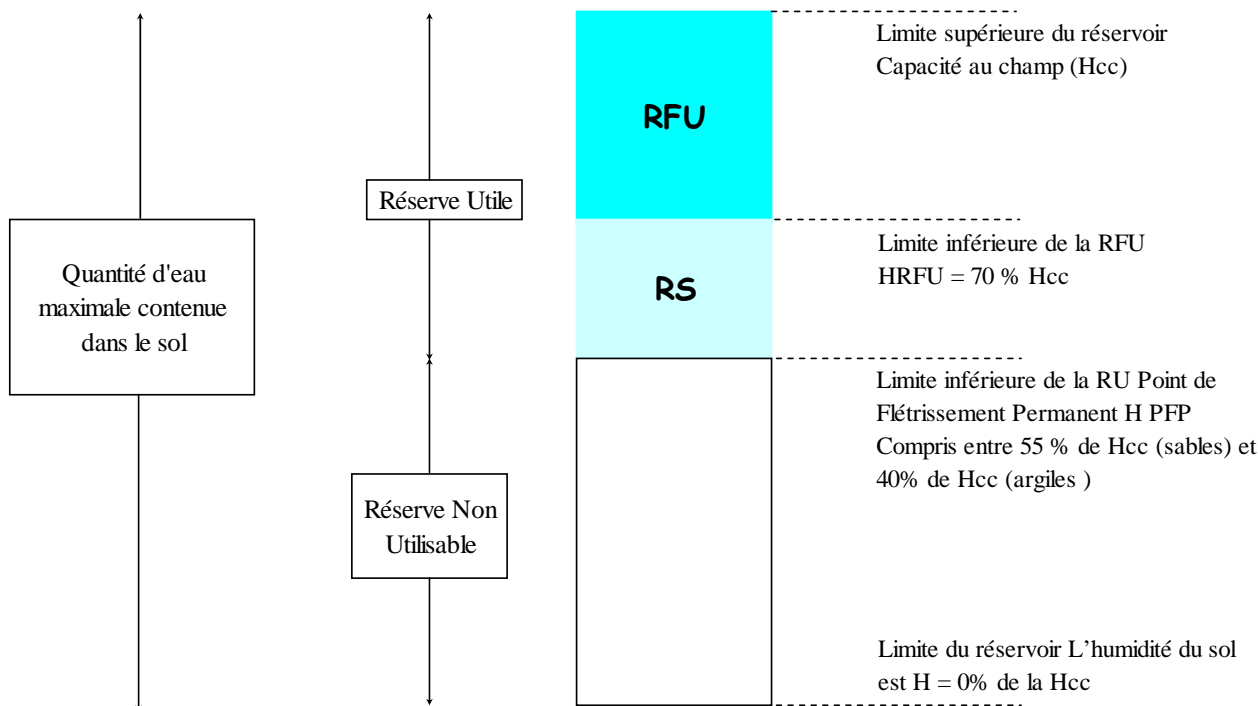 Limite supérieure du réservoir
Capacité au champ (Hcc)
RFU
Réserve Utile
Quantité d'eau
maximale contenue
dans le sol
Limite inférieure de la RFU
HRFU = 70 % Hcc
RS
Limite inférieure de la RU Point de
Flétrissement Permanent H PFP
Compris entre 55 % de Hcc (sables) et
40% de Hcc (argiles )
Réserve Non
Utilisable
Limite du réservoir L’humidité du sol
est H = 0% de la Hcc